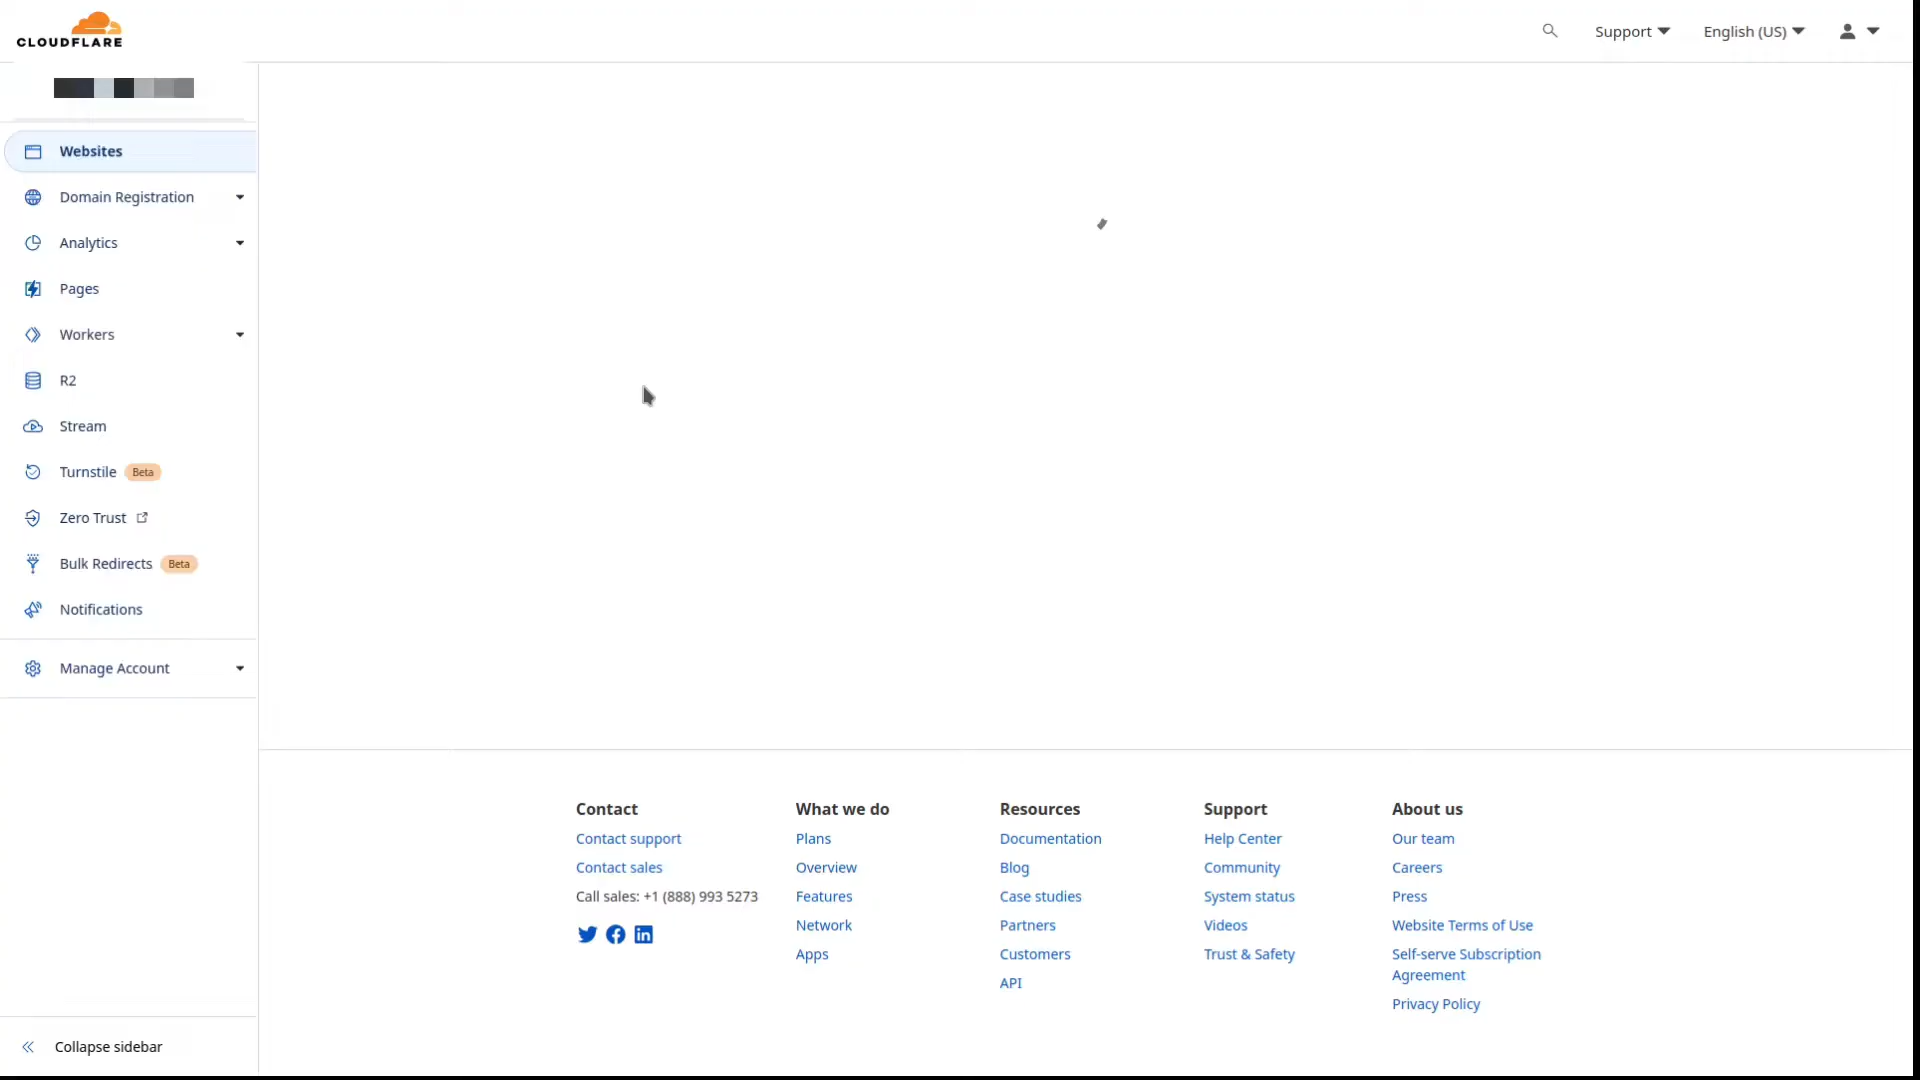 CLOUDFLARE
Support
English (US)
Websites
Domain Registration
Analytics
Pages
Workers
R2
Stream
Turnstile Beta
Zero Trust
Bulk Redirects Beta
Notifications
Manage Account
Collapse sidebar
Contact
Contact support
Contact sales
Call sales: +1 (888) 993 5273
What we do
Plans
Overview
Features
Network
Apps
Resources
Documentation
Blog
Case studies
Partners
Customers
API
Support
Help Center
Community
System status
Videos
Trust & Safety
About us
Our team
Careers
Press
Website Terms of Use
Self-serve Subscription
Agreement
Privacy Policy